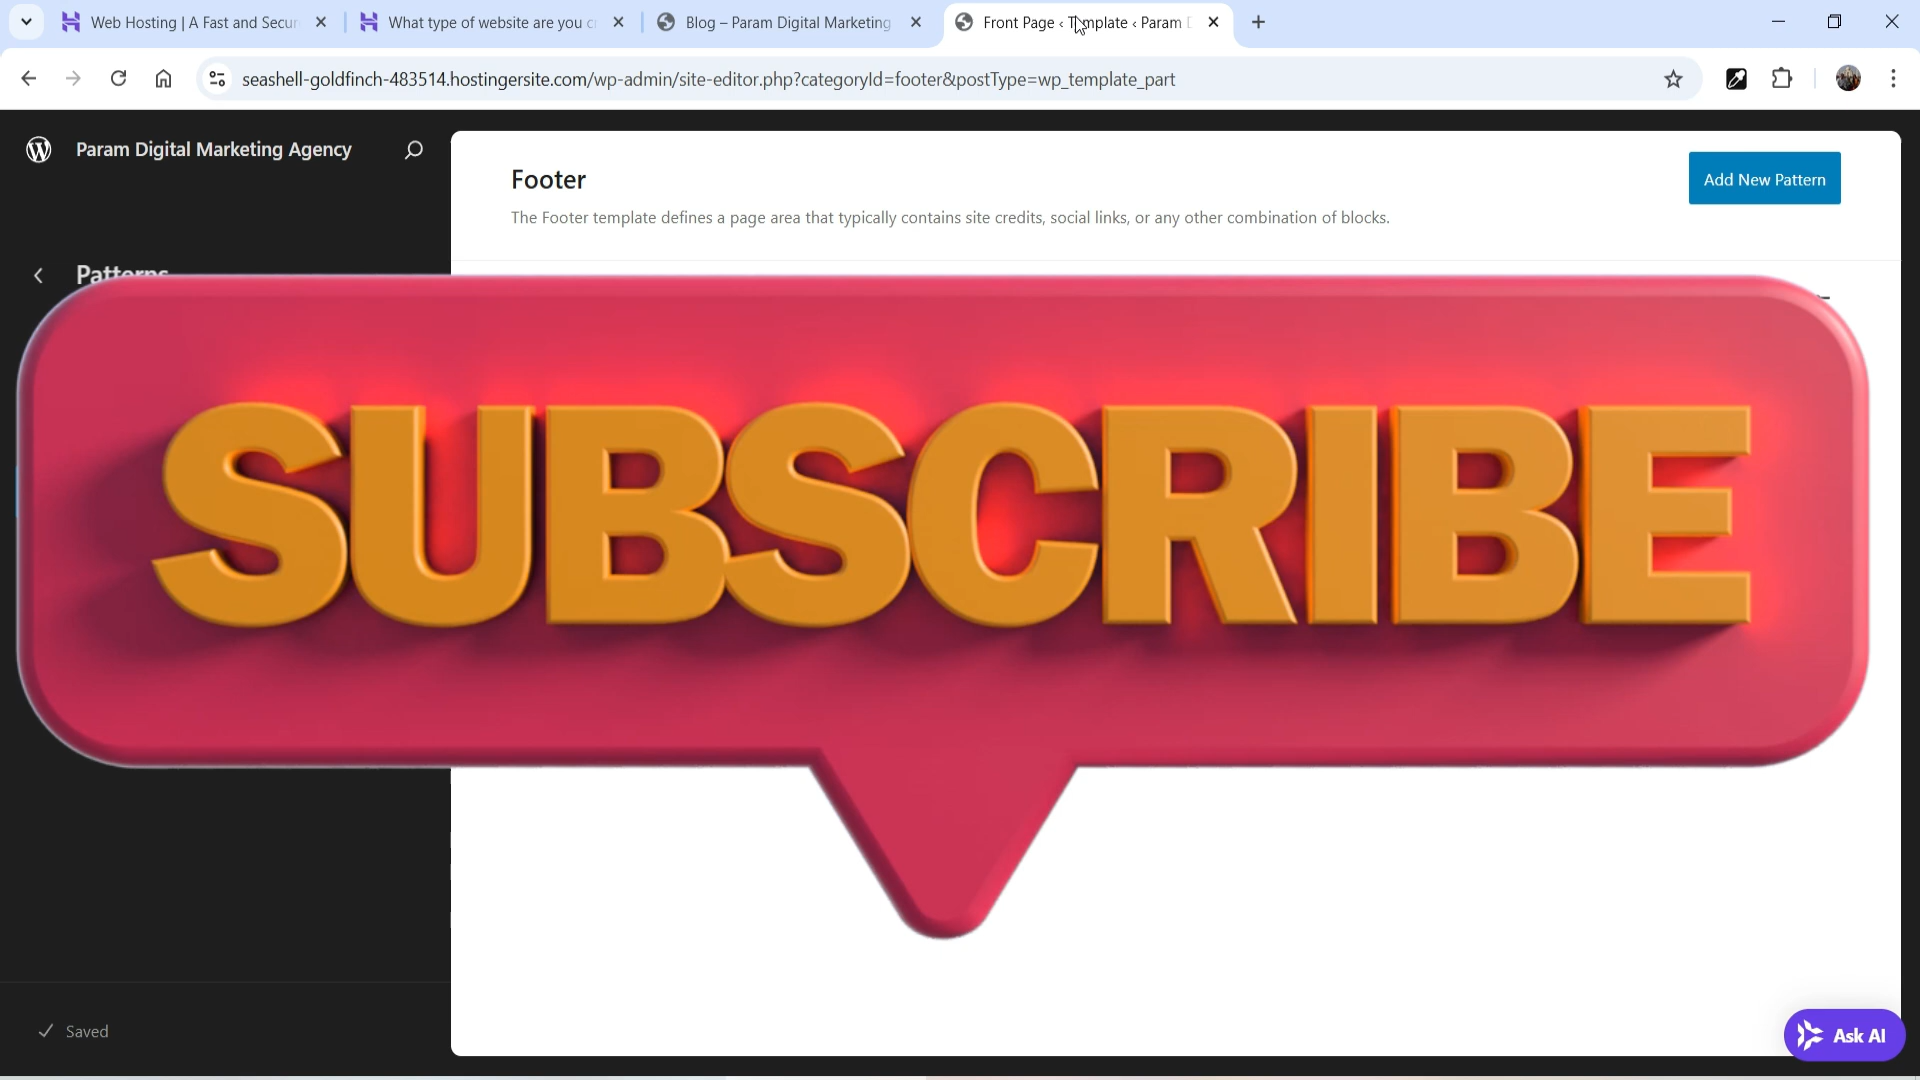 Web Hosting | A Fast and Secur
What type of website are you c
Blog – Param Digital Marketing
Front Page ‹ Template ‹ Param D
seashell-goldfinch-483514.hostingersite.com/wp-admin/site-editor.php?categoryId=footer&postType=wp_template_part
Param Digital Marketing Agency
Footer
Add New Pattern
The Footer template defines a page area that typically contains site credits, social links, or any other combination of blocks.
Patterns
SUBSCRIBE
Saved
Ask AI